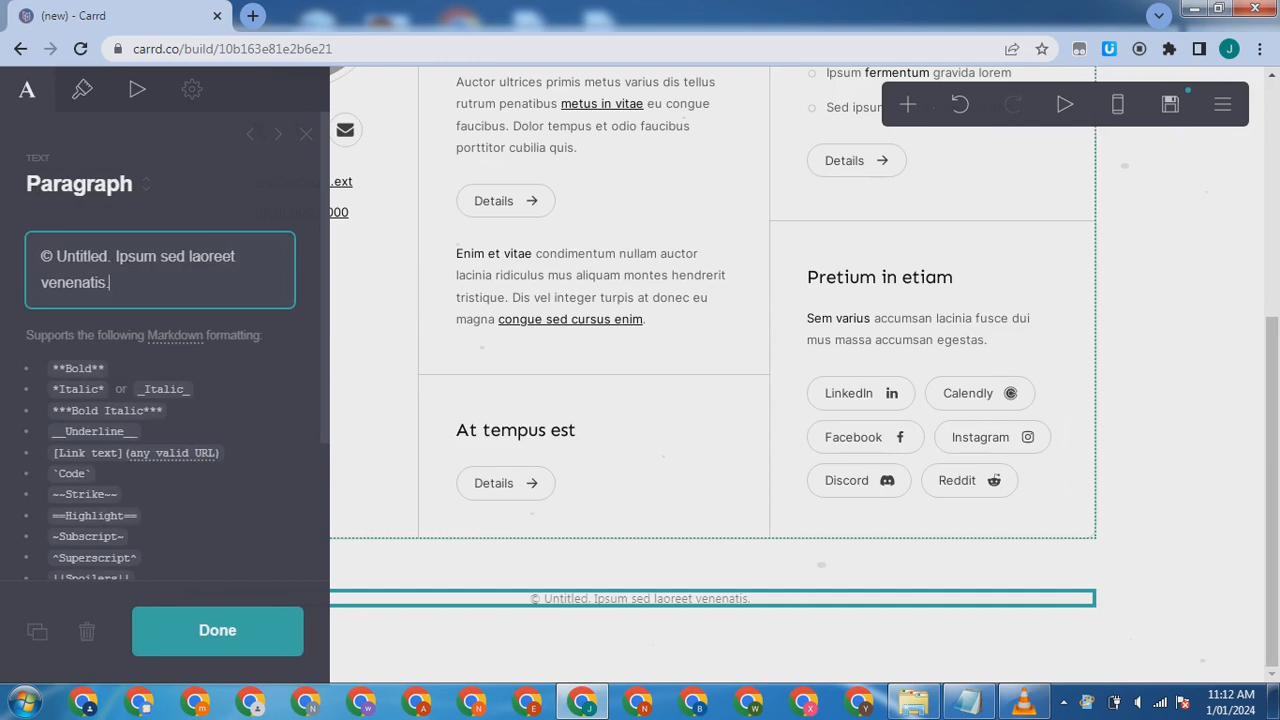 (new) - Carrd
carrd.co/build/10b163e81e2b6e21
J
A
TEXT
Paragraph
© Untitled. Ipsum sed laoreet
venenatis.
Supports the following Markdown formatting:
**Bold**
*Italic* or _Italic_
***Bold Italic***
__Underline__
[Link text](any valid URL)
`Code`
~~Strike~~
==Highlight==
~Subscript~
^Superscript^
||Spoilers||
Done
.ext
000
Auctor ultrices primis metus varius dis tellus
rutrum penatibus metus in vitae eu congue
faucibus. Dolor tempus et odio faucibus
porttitor cubilia quis.
Details
Enim et vitae condimentum nullam auctor
lacinia ridiculus mus aliquam montes hendrerit
tristique. Dis vel integer turpis at donec eu
magna congue sed cursus enim.
At tempus est
Details
Ipsum fermentum gravida lorem
Sed ipsu
Details
Pretium in etiam
Sem varius accumsan lacinia fusce dui
mus massa accumsan egestas.
LinkedIn
Calendly
Facebook
Instagram
Discord
Reddit
© Untitled. Ipsum sed laoreet venenatis.
11:12 AM
1/01/2024